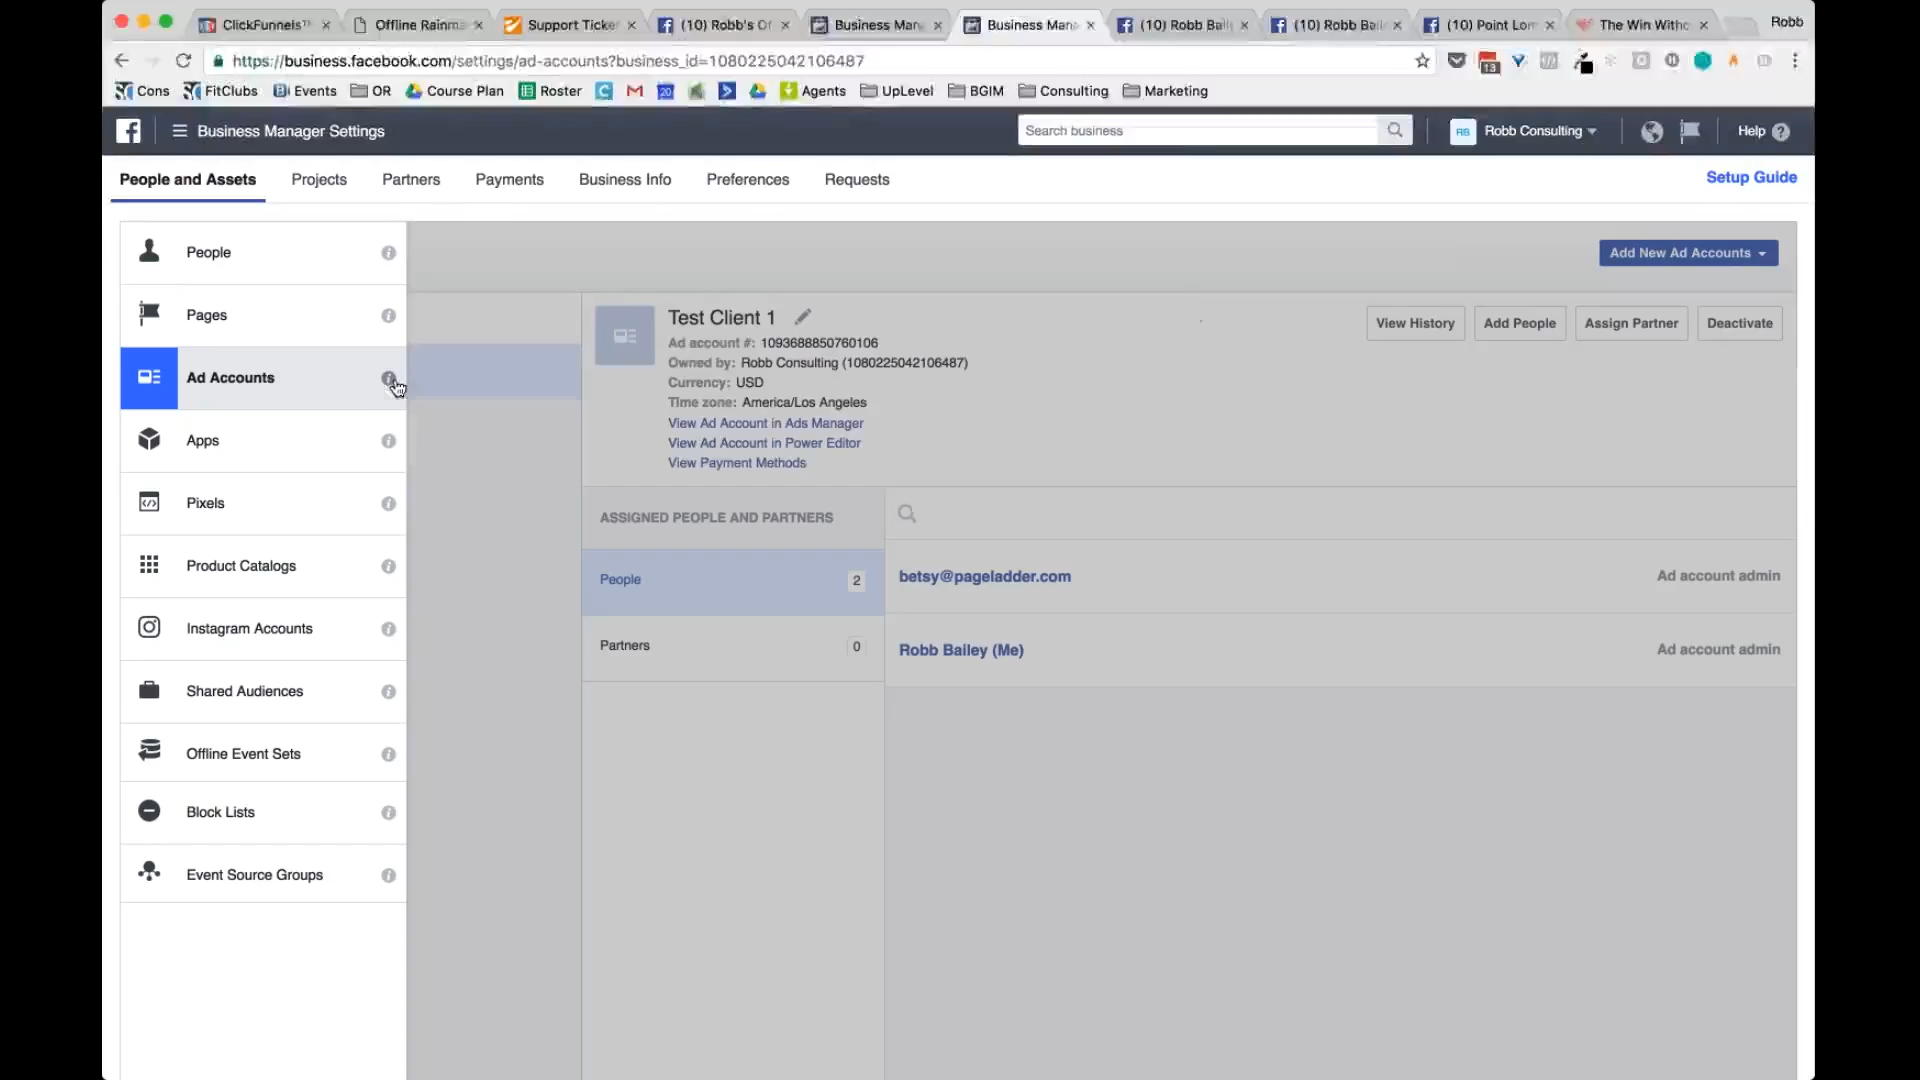 ClickFunnels™
Offline Rainma
Support Ticke
(10) Robb's Of
Business Man
Business Man
(10) Robb Bail
(10) Robb Bail
(10) Point Lom
The Win Witho
Robb
https://business.facebook.com/settings/ad-accounts?business_id=1080225042106487
13
Cons
FitClubs
Events
OR
Course Plan
Roster
20
Agents
UpLevel
BGIM
Consulting
Marketing
Business Manager Settings
Search business
RB
Robb Consulting
Help
People and Assets
Projects
Partners
Payments
Business Info
Preferences
Requests
Setup Guide
People
Pages
Ad Accounts
Apps
Pixels
Product Catalogs
Instagram Accounts
Shared Audiences
Offline Event Sets
Block Lists
Event Source Groups
Add New Ad Accounts
Test Client 1
Ad account #: 1093688850760106
Owned by: Robb Consulting (1080225042106487)
Currency: USD
Time zone: America/Los Angeles
View Ad Account in Ads Manager
View Ad Account in Power Editor
View Payment Methods
View History
Add People
Assign Partner
Deactivate
ASSIGNED PEOPLE AND PARTNERS
People 2
Partners 0
betsy@pageladder.com Ad account admin
Robb Bailey (Me) Ad account admin